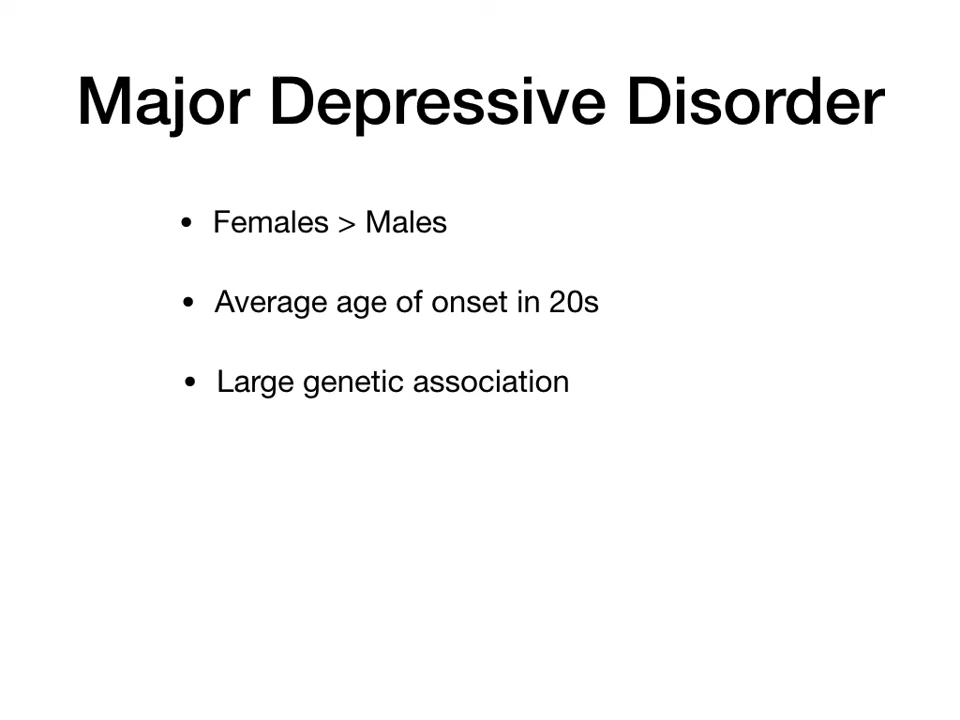 Major Depressive Disorder
• Females > Males
• Average age of onset in 20s
• Large genetic association